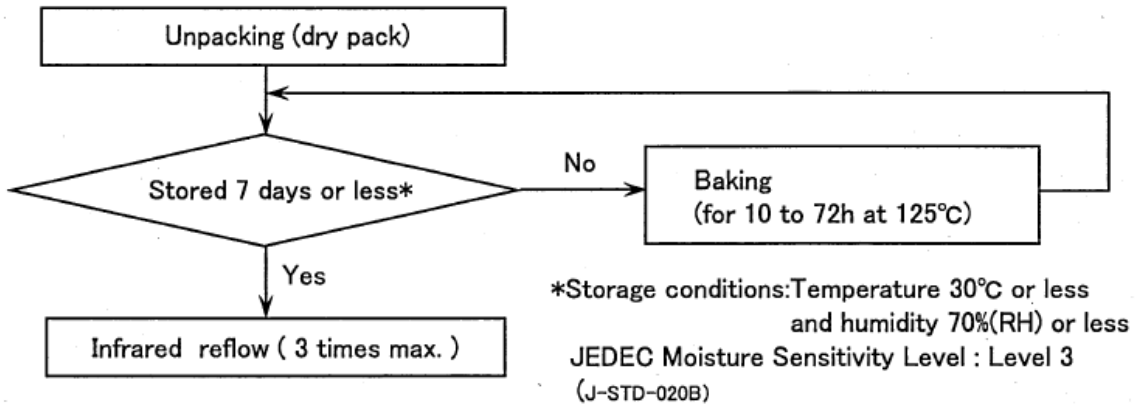 Unpacking (dry pack)
Stored 7 days or less*
No
Baking
(for 10 to 72h at 125℃)
Yes
*Storage conditions:Temperature 30℃ or less
and humidity 70%(RH) or less
Infrared reflow ( 3 times max. )
JEDEC Moisture Sensitivity Level : Level 3
(J-STD-020B)